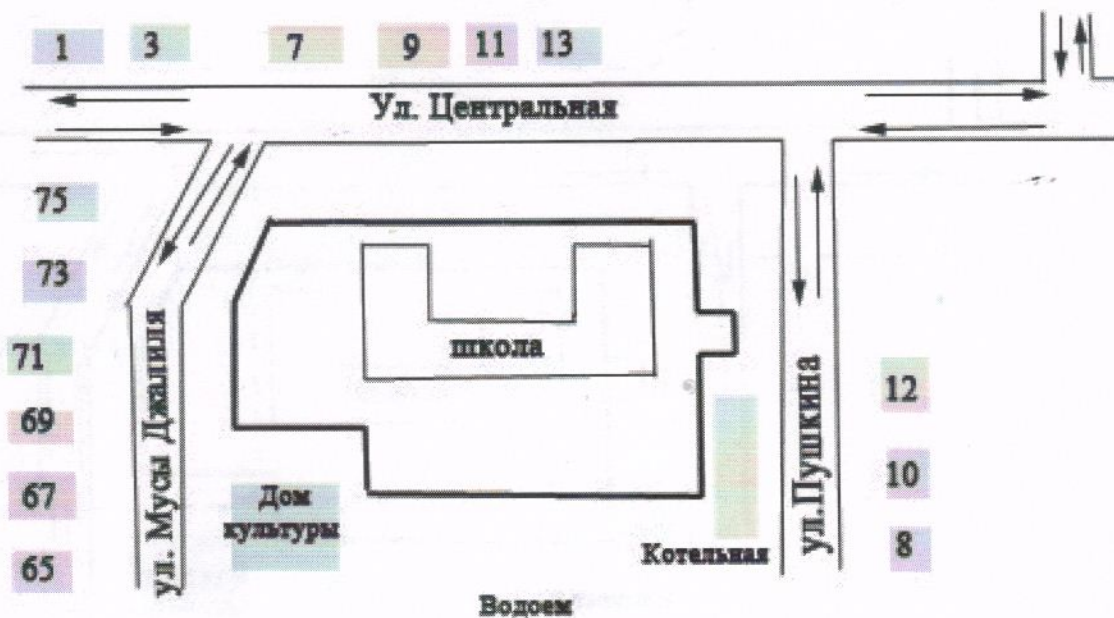 1 3 7 9 11 13
Ул. Центральная
75
73
71
69
67
65
ул. Мусы Джалиля
школа
Дом
культуры
Котельная
Водоем
ул.Пушкина
12
10
8